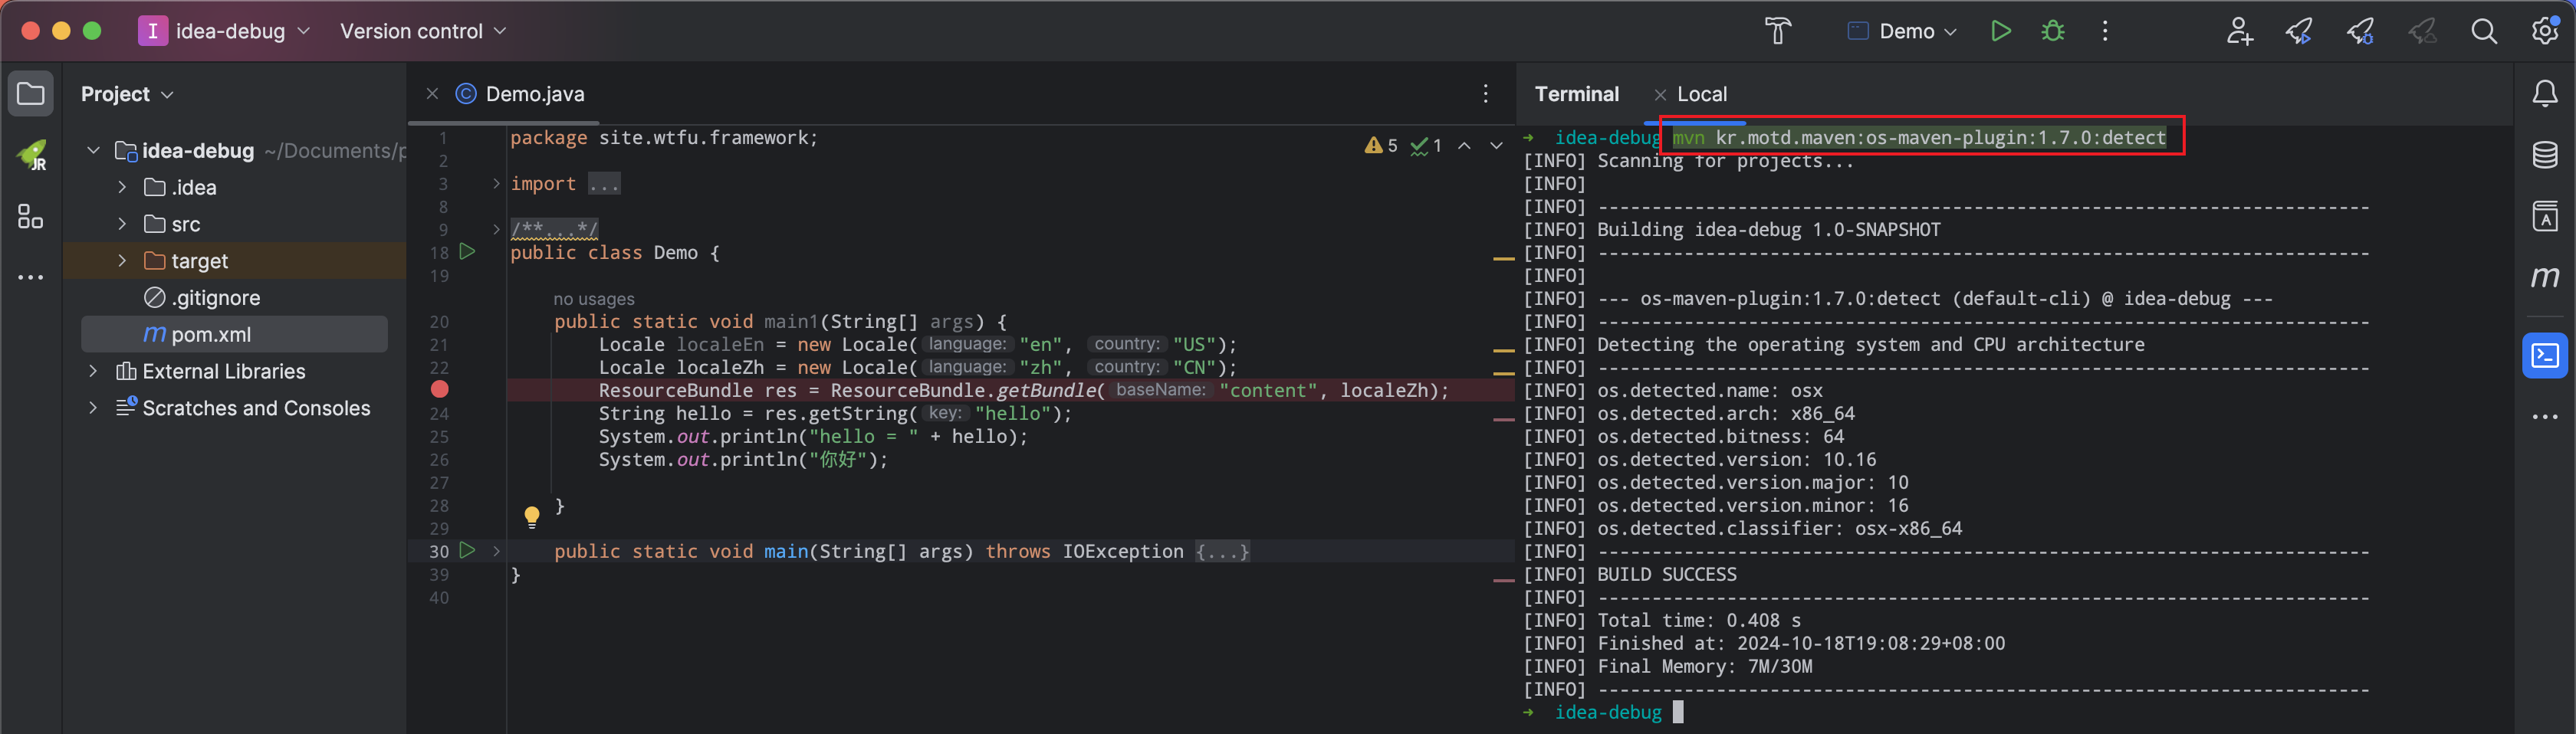 I idea-debug Version control Demo
Project
idea-debug ~/Documents/p
.idea
src
target
.gitignore
m pom.xml
External Libraries
Scratches and Consoles
JR
Demo.java
5 1
1 package site.wtfu.framework;
2
3 import ...
8
9 /**...*/
18 public class Demo {
19
no usages
20 public static void main1(String[] args) {
21 Locale localeEn = new Locale( language: "en", country: "US");
22 Locale localeZh = new Locale( language: "zh", country: "CN");
ResourceBundle res = ResourceBundle.getBundle( baseName: "content", localeZh);
24 String hello = res.getString( key: "hello");
25 System.out.println("hello = " + hello);
26 System.out.println("你好");
27
28 }
29
30 public static void main(String[] args) throws IOException {...}
39 }
40
Terminal Local
→ idea-debug mvn kr.motd.maven:os-maven-plugin:1.7.0:detect
[INFO] Scanning for projects...
[INFO]
[INFO] ------------------------------------------------------------------------
[INFO] Building idea-debug 1.0-SNAPSHOT
[INFO] ------------------------------------------------------------------------
[INFO]
[INFO] --- os-maven-plugin:1.7.0:detect (default-cli) @ idea-debug ---
[INFO] ------------------------------------------------------------------------
[INFO] Detecting the operating system and CPU architecture
[INFO] ------------------------------------------------------------------------
[INFO] os.detected.name: osx
[INFO] os.detected.arch: x86_64
[INFO] os.detected.bitness: 64
[INFO] os.detected.version: 10.16
[INFO] os.detected.version.major: 10
[INFO] os.detected.version.minor: 16
[INFO] os.detected.classifier: osx-x86_64
[INFO] ------------------------------------------------------------------------
[INFO] BUILD SUCCESS
[INFO] ------------------------------------------------------------------------
[INFO] Total time: 0.408 s
[INFO] Finished at: 2024-10-18T19:08:29+08:00
[INFO] Final Memory: 7M/30M
[INFO] ------------------------------------------------------------------------
→ idea-debug
A
m